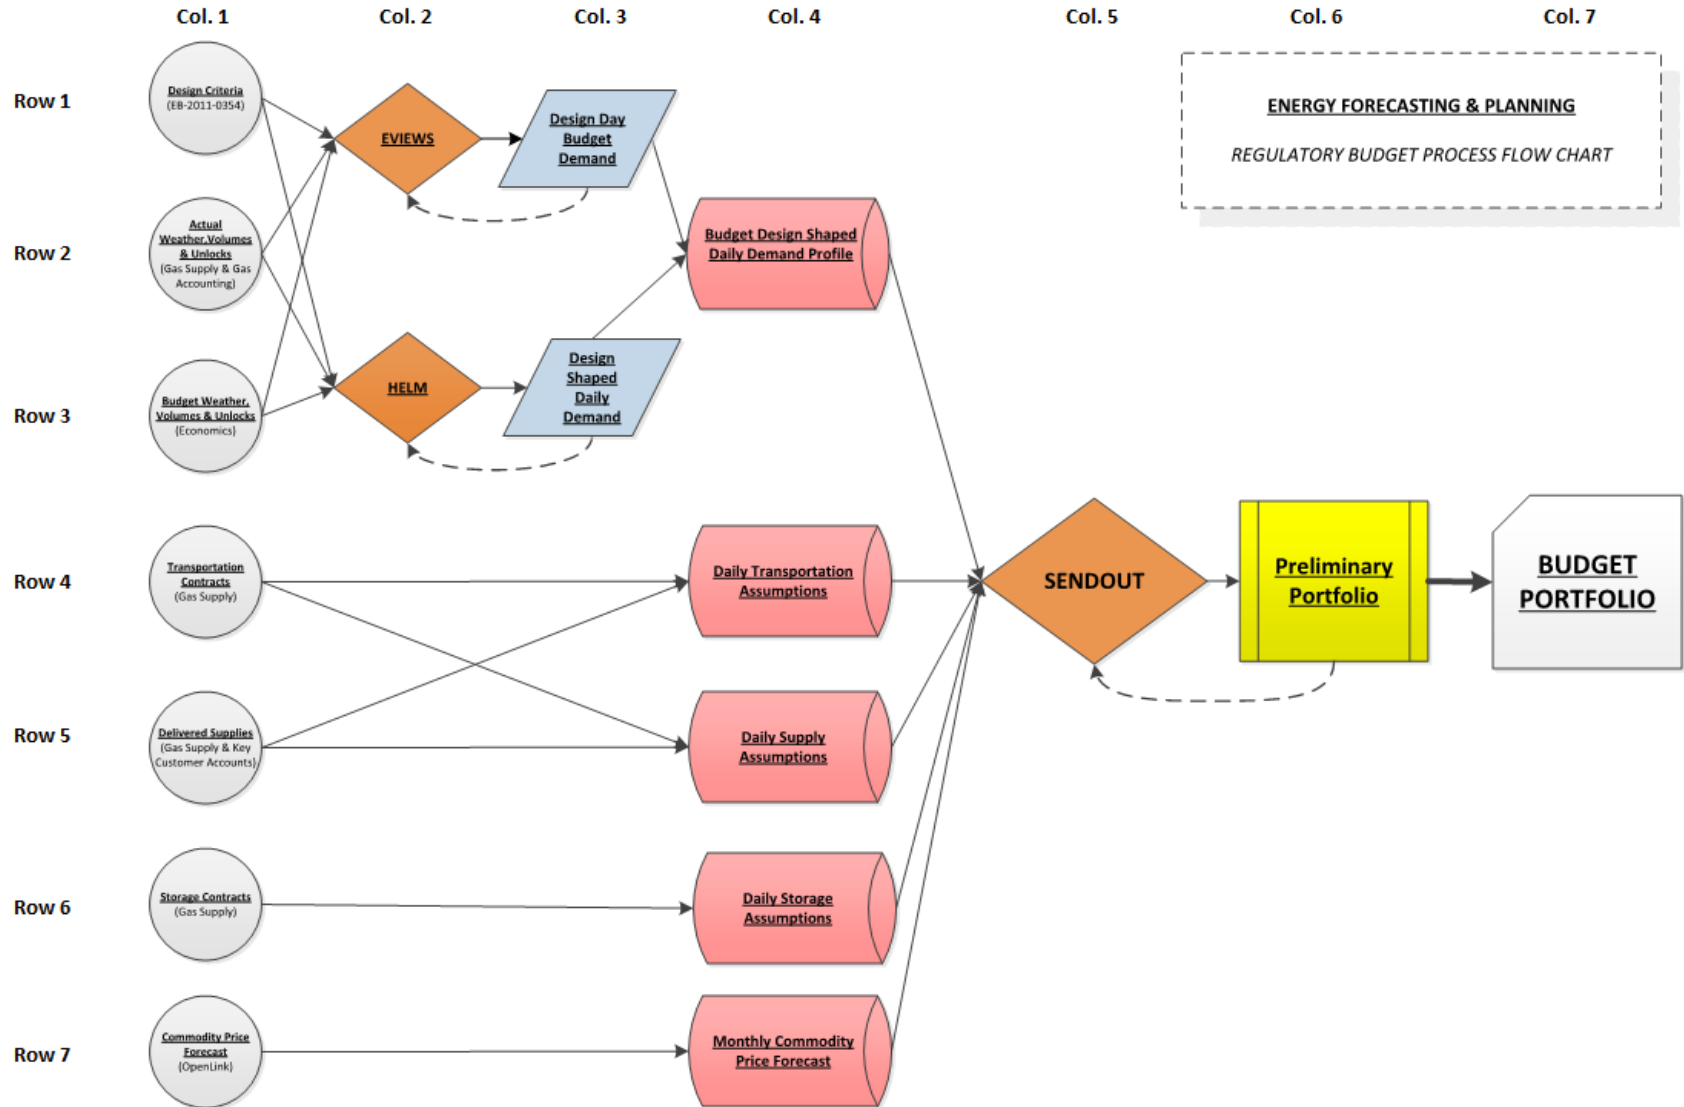 Col. 1 Col. 2 Col. 3 Col. 4 Col. 5 Col. 6 Col. 7
Row 1
Design Criteria
(EB-2011-0354)
EVIEWS
Design Day
Budget
Demand
ENERGY FORECASTING & PLANNING
REGULATORY BUDGET PROCESS FLOW CHART
Row 2
Actual
Weather,Volumes
& Unlocks
(Gas Supply & Gas
Accounting)
Budget Design Shaped
Daily Demand Profile
Row 3
Budget Weather,
Volumes & Unlocks
(Economics)
HELM
Design
Shaped
Daily
Demand
Row 4
Transportation
Contracts
(Gas Supply)
Daily Transportation
Assumptions
SENDOUT
Preliminary
Portfolio
BUDGET
PORTFOLIO
Row 5
Delivered Supplies
(Gas Supply & Key
Customer Accounts)
Daily Supply
Assumptions
Row 6
Storage Contracts
(Gas Supply)
Daily Storage
Assumptions
Row 7
Commodity Price
Forecast
(OpenLink)
Monthly Commodity
Price Forecast